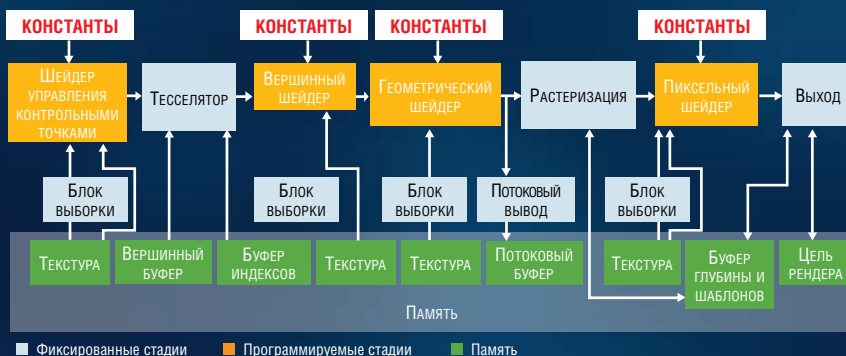 КОНСТАНТЫ
КОНСТАНТЫ
КОНСТАНТЫ
КОНСТАНТЫ
ШЕЙДЕР
УПРАВЛЕНИЯ
КОНТРОЛЬНЫМИ
ТОЧКАМИ
ТЕССЕЛЯТОР
ВЕРШИННЫЙ
ШЕЙДЕР
ГЕОМЕТРИЧЕСКИЙ
ШЕЙДЕР
РАСТЕРИЗАЦИЯ
ПИКСЕЛЬНЫЙ
ШЕЙДЕР
ВЫХОД
БЛОК
ВЫБОРКИ
БЛОК
ВЫБОРКИ
БЛОК
ВЫБОРКИ
ПОТОКОВЫЙ
ВЫВОД
БЛОК
ВЫБОРКИ
ТЕКСТУРА
ВЕРШИННЫЙ
БУФЕР
БУФЕР
ИНДЕКСОВ
ТЕКСТУРА
ТЕКСТУРА
ПОТОКОВЫЙ
БУФЕР
ТЕКСТУРА
БУФЕР
ГЛУБИНЫ И
ШАБЛОНОВ
ЦЕЛЬ
РЕНДЕРА
ПАМЯТЬ
Фиксированные стадии
Программируемые стадии
Память